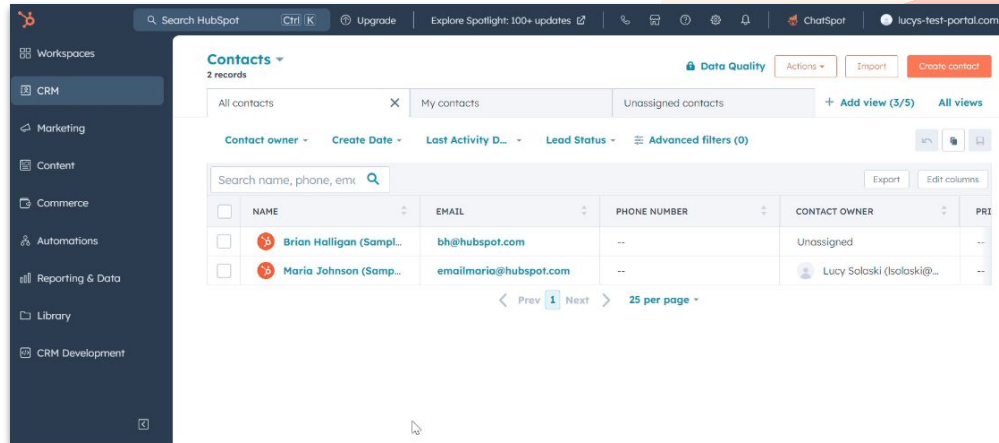 Search HubSpot Ctrl K Upgrade Explore Spotlight: 100+ updates ChatSpot lucys-test-portal.com
Workspaces
CRM
Marketing
Content
Commerce
Automations
Reporting & Data
Library
CRM Development
Contacts
2 records
Data Quality Actions Import Create contact
All contacts My contacts Unassigned contacts + Add view (3/5) All views
Contact owner Create Date Last Activity D... Lead Status Advanced filters (0)
Search name, phone, ema Export Edit columns
NAME EMAIL PHONE NUMBER CONTACT OWNER PRI
Brian Halligan (Sampl... bh@hubspot.com -- Unassigned --
Maria Johnson (Samp... emailmaria@hubspot.com -- Lucy Solaski (lsolaski@... --
Prev 1 Next 25 per page